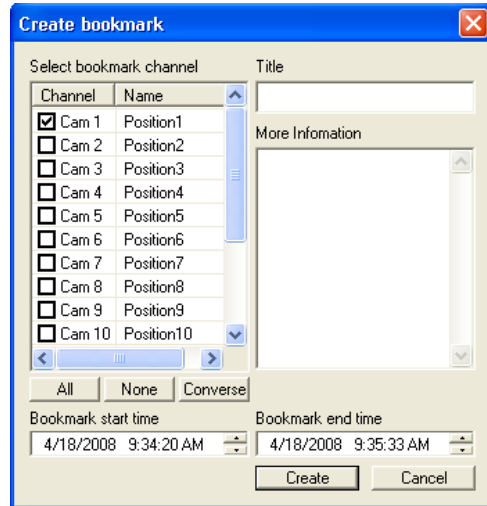 Create bookmark
Select bookmark channel
Title
Channel Name
Cam 1 Position1
Cam 2 Position2
Cam 3 Position3
Cam 4 Position4
Cam 5 Position5
Cam 6 Position6
Cam 7 Position7
Cam 8 Position8
Cam 9 Position9
Cam 10 Position10
More Infomation
All None Converse
Bookmark start time
4/18/2008 9:34:20 AM
Bookmark end time
4/18/2008 9:35:33 AM
Create Cancel